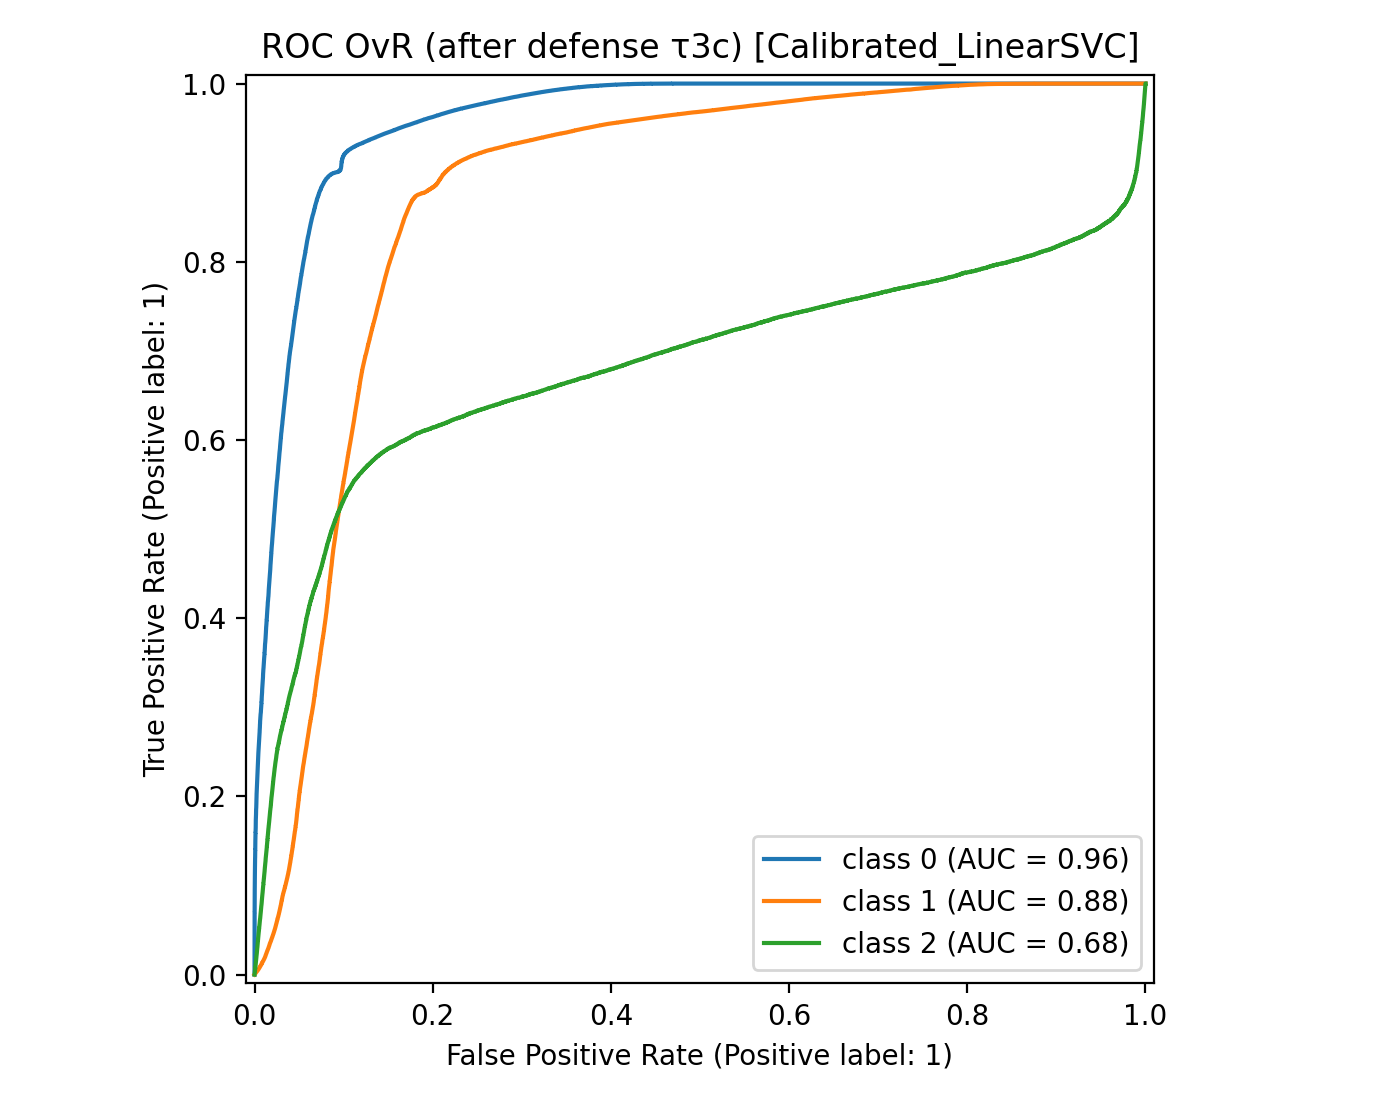 ROC OvR (after defense τ3c) [Calibrated_LinearSVC]
True Positive Rate (Positive label: 1)
1.0
0.8
0.6
0.4
0.2
0.0
class 0 (AUC = 0.96)
class 1 (AUC = 0.88)
class 2 (AUC = 0.68)
0.0 0.2 0.4 0.6 0.8 1.0
False Positive Rate (Positive label: 1)